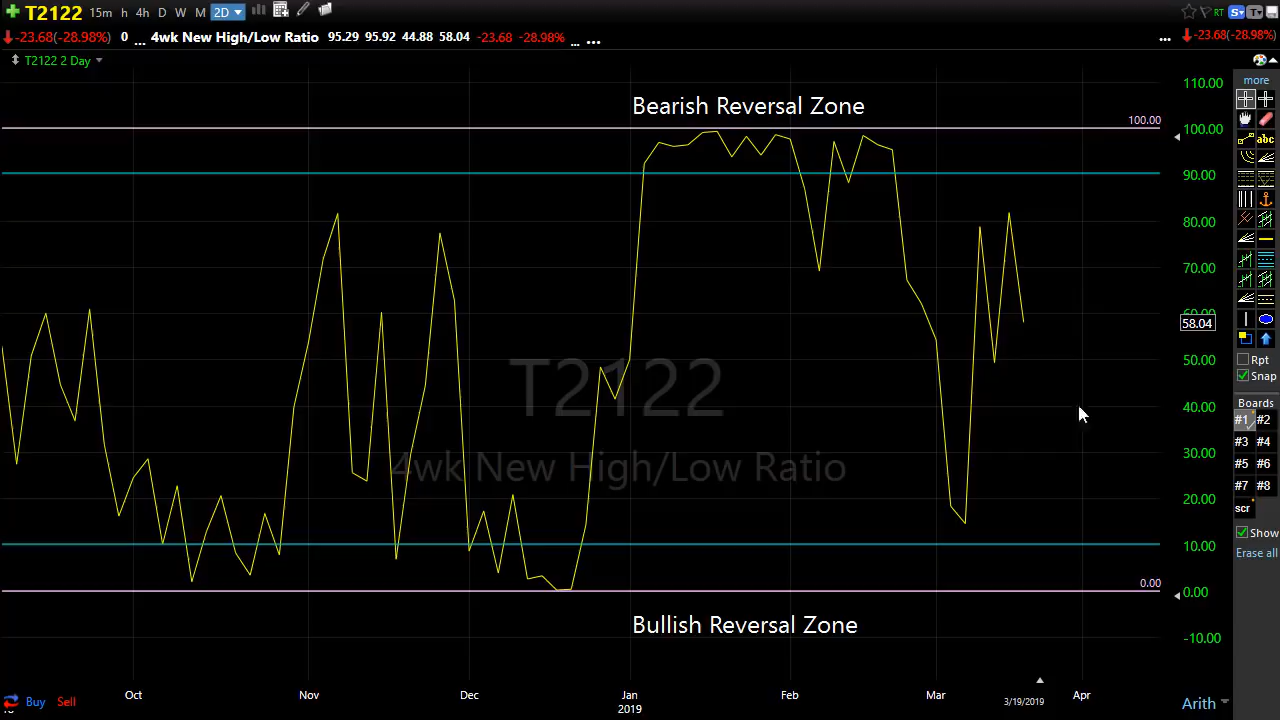 T2122 15m h 4h D W M 2D RT S T
-23.68(-28.98%) 0 ... 4wk New High/Low Ratio 95.29 95.92 44.88 58.04 -23.68 -28.98% ... ... ... -23.68(-28.98%)
T2122 2 Day
more
110.00
Bearish Reversal Zone
100.00
100.00
abc
90.00
80.00
70.00
60.00
58.04
50.00
Rpt
Snap
T2122
40.00
Boards
#1 #2
#3 #4
30.00
4wk New High/Low Ratio
#5 #6
#7 #8
20.00
scr
Show
10.00
Erase all
0.00
0.00
Bullish Reversal Zone
-10.00
Buy Sell
Oct Nov Dec Jan Feb Mar 3/19/2019 Apr
2019
Arith